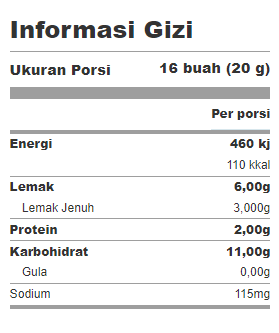 Informasi Gizi
Ukuran Porsi 16 buah (20 g)
Per porsi
Energi 460 kj
110 kkal
Lemak 6,00g
Lemak Jenuh 3,000g
Protein 2,00g
Karbohidrat 11,00g
Gula 0,00g
Sodium 115mg